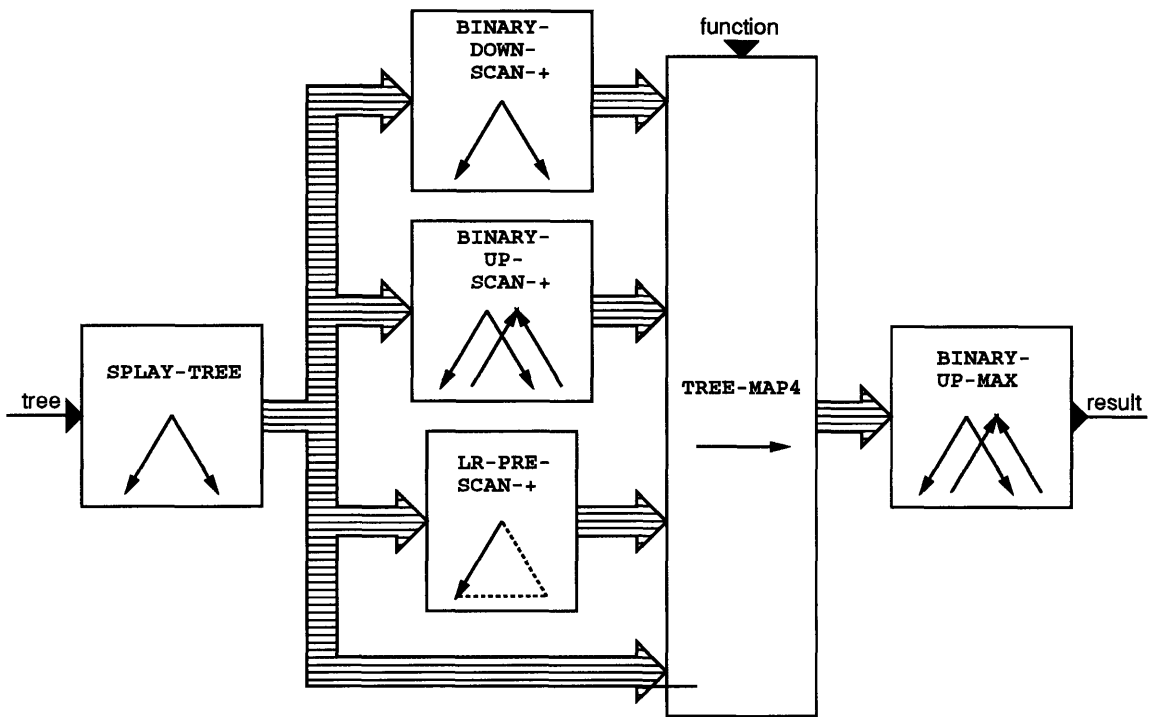 function
BINARY-
DOWN-
SCAN-+
BINARY-
UP-
SCAN-+
tree
SPLAY-TREE
LR-PRE-
SCAN-+
TREE-MAP4
BINARY-
UP-MAX
result